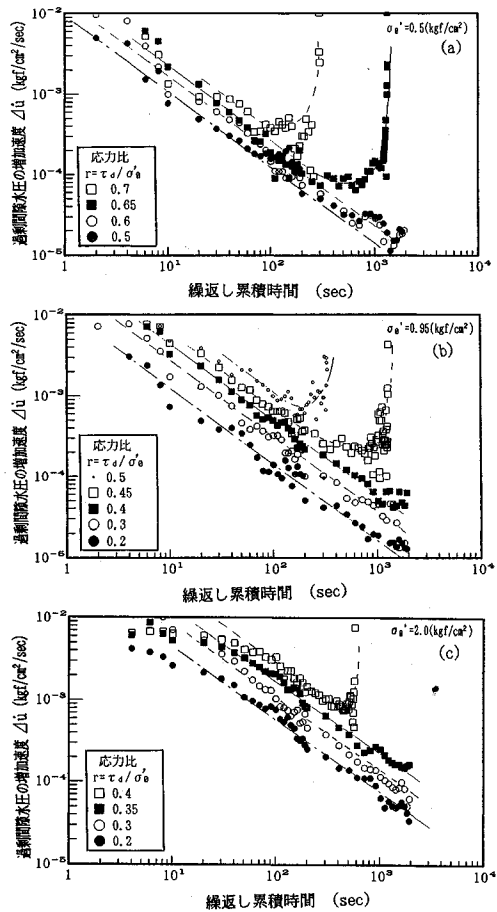 過剰間隙水圧の増加速度 Δu̇ (kgf/cm²/sec)
10⁻²
10⁻³
10⁻⁴
10⁻⁵
σθ'=0.5(kgf/cm²)
(a)
応力比
r=τd/σ'θ
□ 0.7
■ 0.65
○ 0.6
● 0.5
1 10¹ 10² 10³ 10⁴
繰返し累積時間 (sec)
過剰間隙水圧の増加速度 Δu̇ (kgf/cm²/sec)
10⁻²
10⁻³
10⁻⁴
10⁻⁵
σθ'=0.95(kgf/cm²)
(b)
応力比
r=τd/σ'θ
・ 0.5
□ 0.45
■ 0.4
○ 0.3
● 0.2
1 10¹ 10² 10³ 10⁴
繰返し累積時間 (sec)
過剰間隙水圧の増加速度 Δu̇ (kgf/cm²/sec)
10⁻²
10⁻³
10⁻⁴
10⁻⁵
σθ'=2.0(kgf/cm²)
(c)
応力比
r=τd/σ'θ
□ 0.4
■ 0.35
○ 0.3
● 0.2
1 10¹ 10² 10³ 10⁴
繰返し累積時間 (sec)